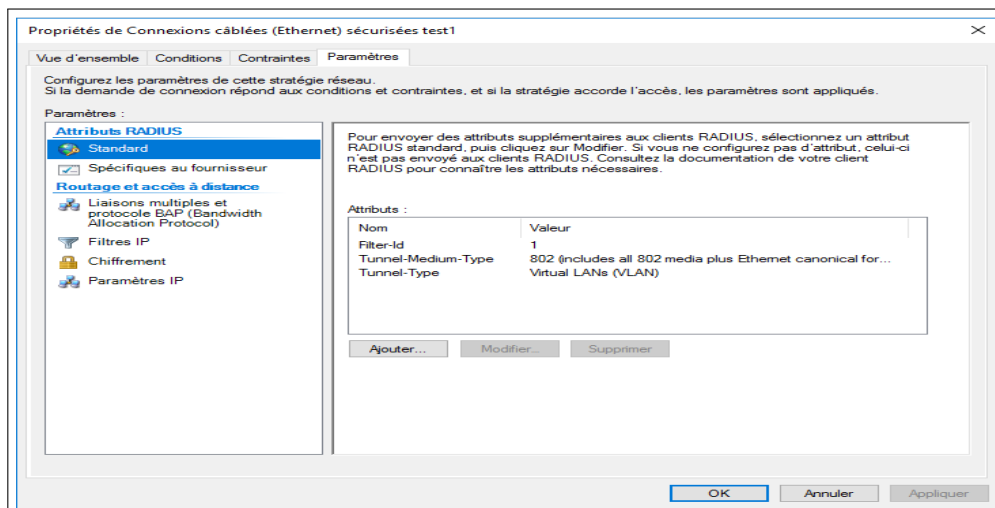 Propriétés de Connexions câblées (Ethernet) sécurisées test1
Vue d'ensemble Conditions Contraintes Paramètres
Configurez les paramètres de cette stratégie réseau.
Si la demande de connexion répond aux conditions et contraintes, et si la stratégie accorde l'accès, les paramètres sont appliqués.
Paramètres :
Attributs RADIUS
Standard
Spécifiques au fournisseur
Routage et accès à distance
Liaisons multiples et
protocole BAP (Bandwidth
Allocation Protocol)
Filtres IP
Chiffrement
Paramètres IP
Pour envoyer des attributs supplémentaires aux clients RADIUS, sélectionnez un attribut
RADIUS standard, puis cliquez sur Modifier. Si vous ne configurez pas d'attribut, celui-ci
n'est pas envoyé aux clients RADIUS. Consultez la documentation de votre client
RADIUS pour connaître les attributs nécessaires.
Attributs :
Nom Valeur
Filter-Id 1
Tunnel-Medium-Type 802 (includes all 802 media plus Ethernet canonical for...
Tunnel-Type Virtual LANs (VLAN)
Ajouter... Modifier... Supprimer
OK Annuler Appliquer